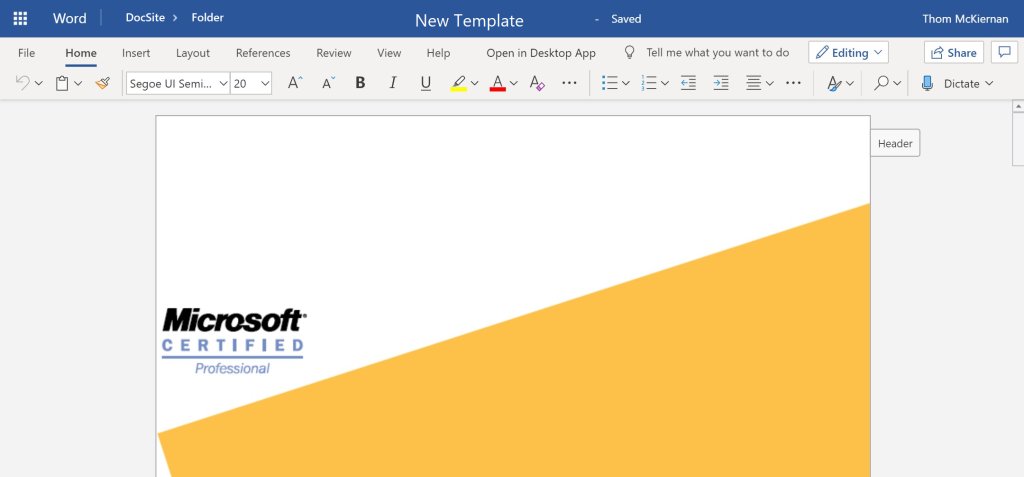 Word DocSite > Folder New Template - Saved Thom McKiernan
File Home Insert Layout References Review View Help Open in Desktop App Tell me what you want to do Editing Share
Segoe UI Semi... 20 A A B I U A A ... ... Dictate
Header
Microsoft®
CERTIFIED
Professional